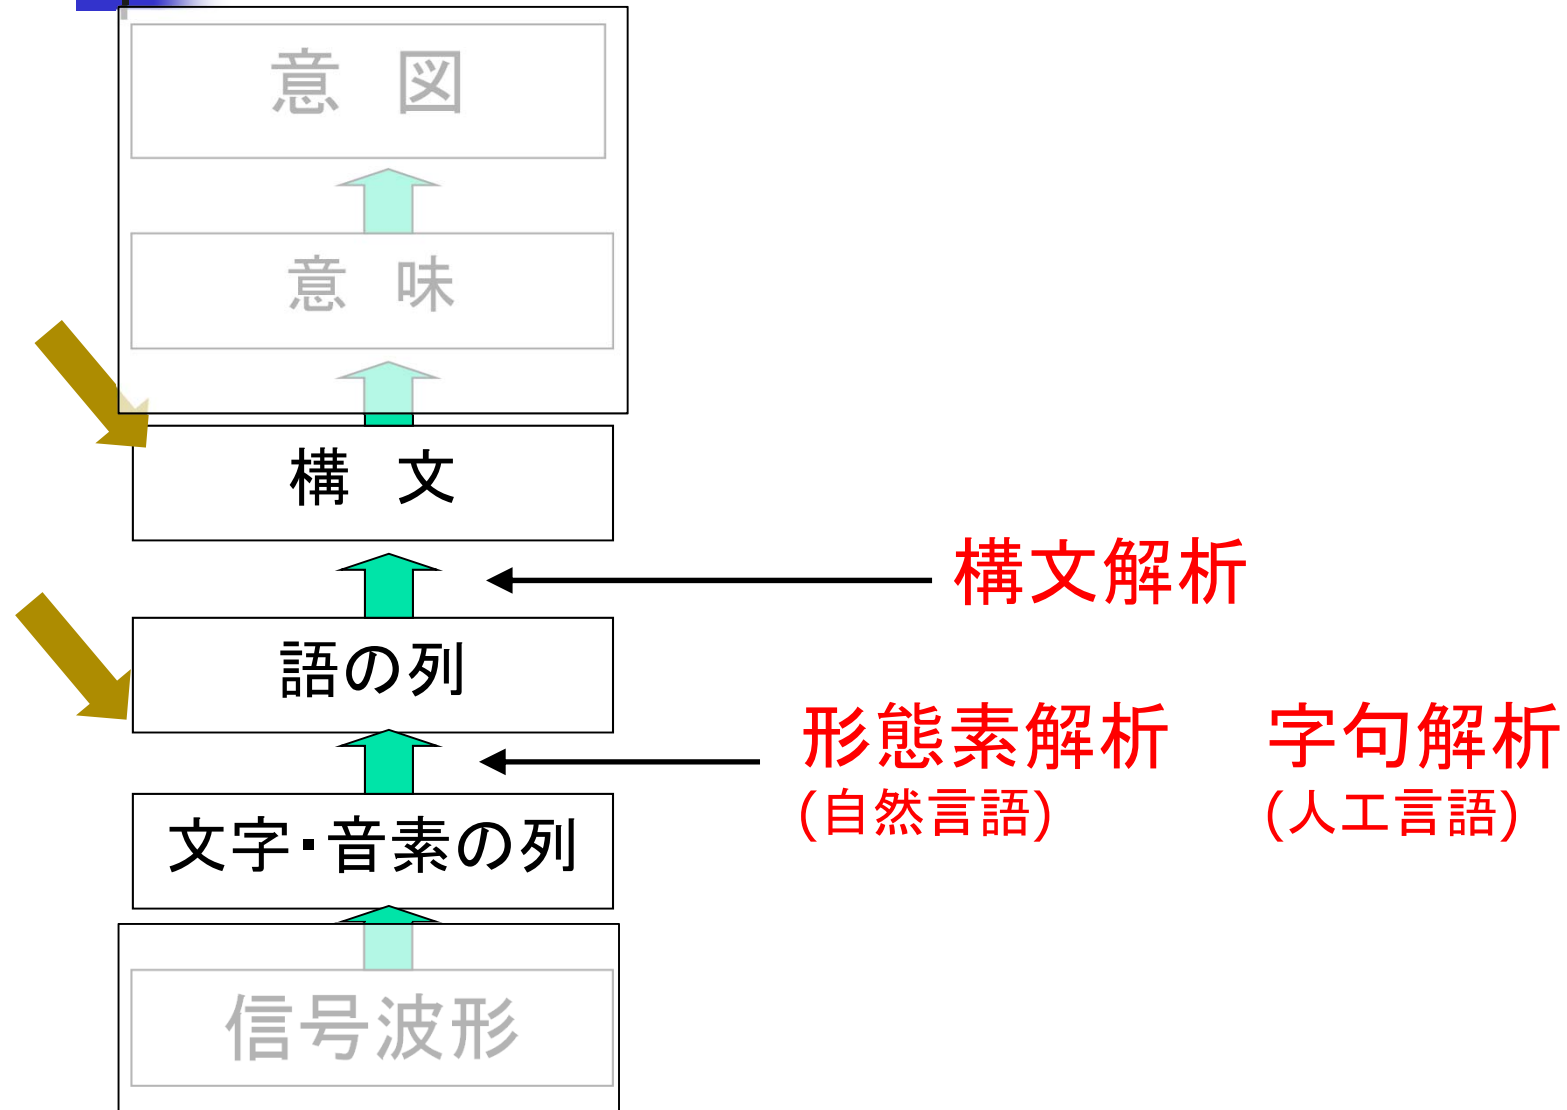 意 図
意 味
構 文
構文解析
語の列
形態素解析 字句解析
(自然言語) (人工言語)
文字・音素の列
信号波形